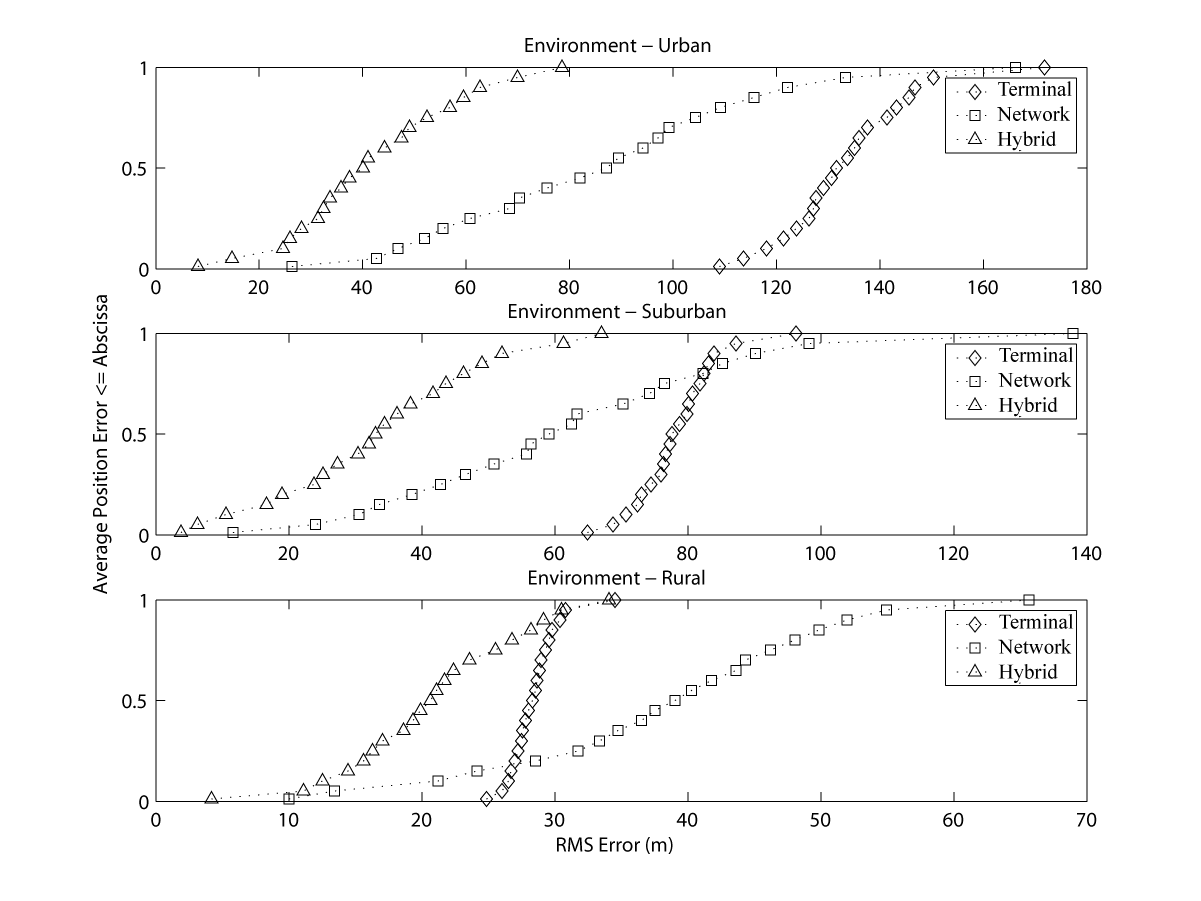 Environment – Urban
1
0.5
0
Terminal
Network
Hybrid
0 20 40 60 80 100 120 140 160 180
Environment – Suburban
1
0.5
0
Terminal
Network
Hybrid
0 20 40 60 80 100 120 140
Average Position Error <= Abscissa
Environment – Rural
1
0.5
0
Terminal
Network
Hybrid
0 10 20 30 40 50 60 70
RMS Error (m)